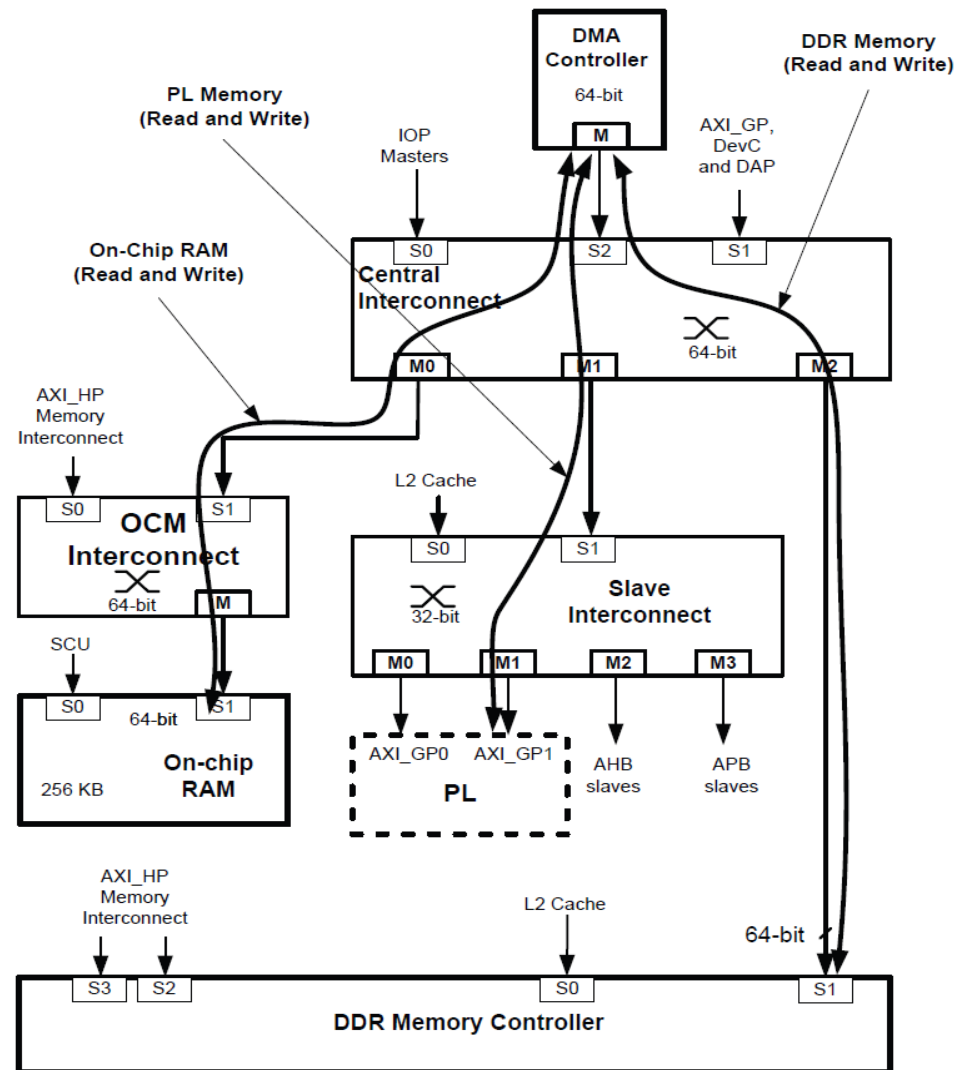 DMA
Controller
64-bit
M
DDR Memory
(Read and Write)
PL Memory
(Read and Write)
IOP
Masters
AXI_GP,
DevC
and DAP
On-Chip RAM
(Read and Write)
S0
S2
S1
Central
Interconnect
64-bit
M0
M1
M2
AXI_HP
Memory
Interconnect
S0
S1
OCM
Interconnect
64-bit
M
L2 Cache
S0
S1
32-bit
Slave
Interconnect
M0
M1
M2
M3
SCU
S0
64-bit
S1
On-chip
RAM
256 KB
AXI_GP0
AXI_GP1
PL
AHB
slaves
APB
slaves
AXI_HP
Memory
Interconnect
L2 Cache
64-bit
S3
S2
S0
S1
DDR Memory Controller